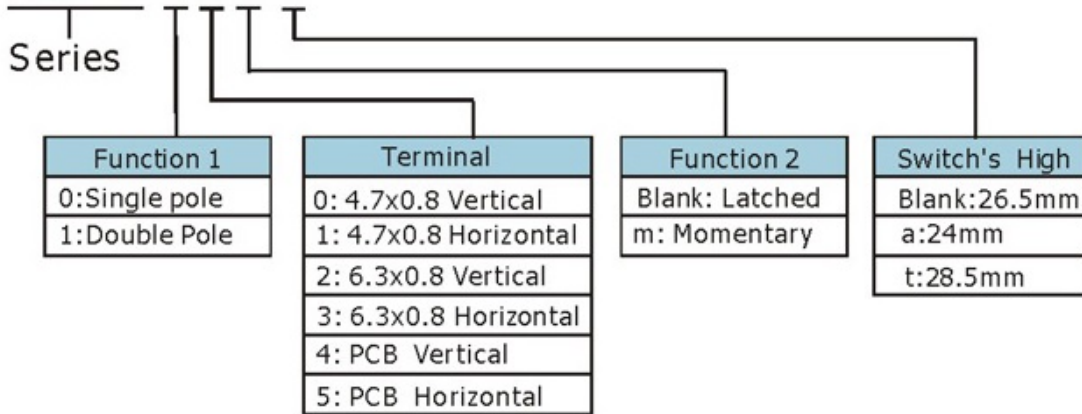 Series
Function 1
0:Single pole
1:Double Pole
Terminal
0: 4.7x0.8 Vertical
1: 4.7x0.8 Horizontal
2: 6.3x0.8 Vertical
3: 6.3x0.8 Horizontal
4: PCB Vertical
5: PCB Horizontal
Function 2
Blank: Latched
m: Momentary
Switch's High
Blank:26.5mm
a:24mm
t:28.5mm